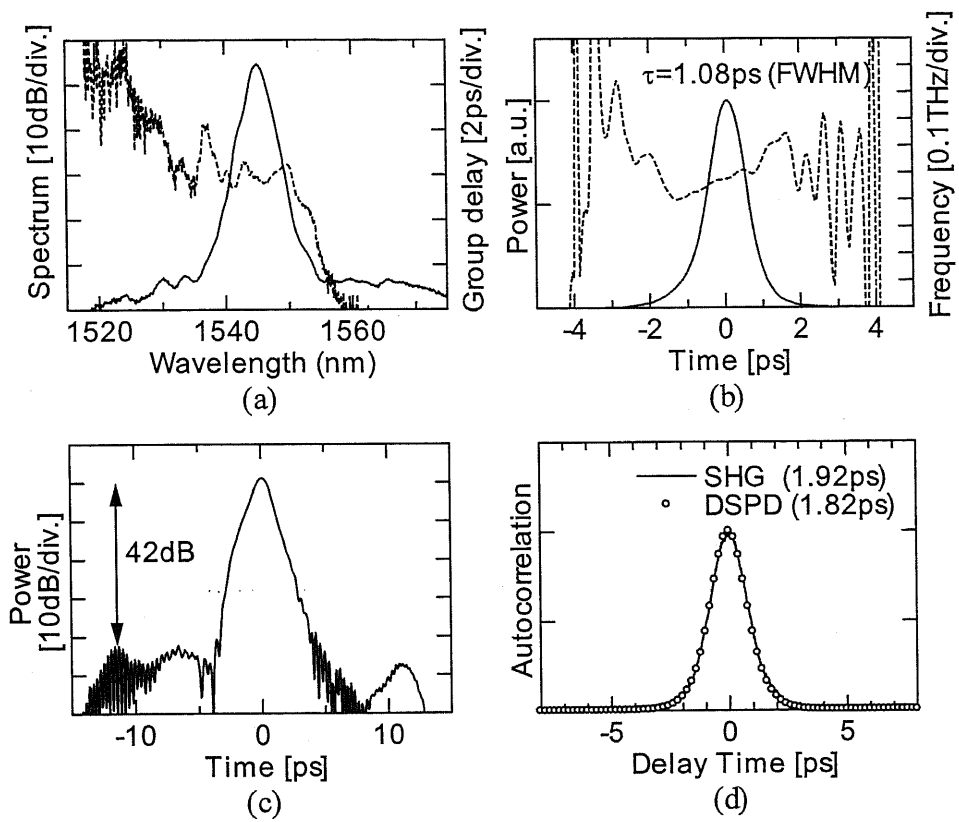 (a)
Spectrum [10dB/div.]
Group delay [2ps/div.]
1520 1540 1560
Wavelength (nm)
(b)
τ=1.08ps (FWHM)
Power [a.u.]
Frequency [0.1THz/div.]
-4 -2 0 2 4
Time [ps]
(a)
(b)
42dB
Power
[10dB/div.]
-10 0 10
Time [ps]
(c)
SHG (1.92ps)
DSPD (1.82ps)
Autocorrelation
-5 0 5
Delay Time [ps]
(d)